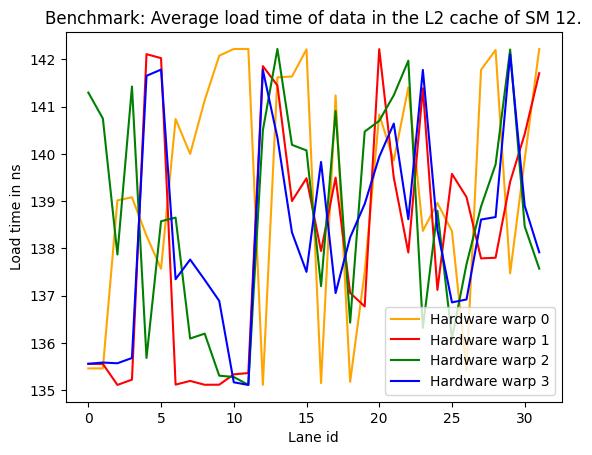 Benchmark: Average load time of data in the L2 cache of SM 12.
Load time in ns
142
141
140
139
138
137
136
135
0
5
10
15
20
25
30
Lane id
Hardware warp 0
Hardware warp 1
Hardware warp 2
Hardware warp 3